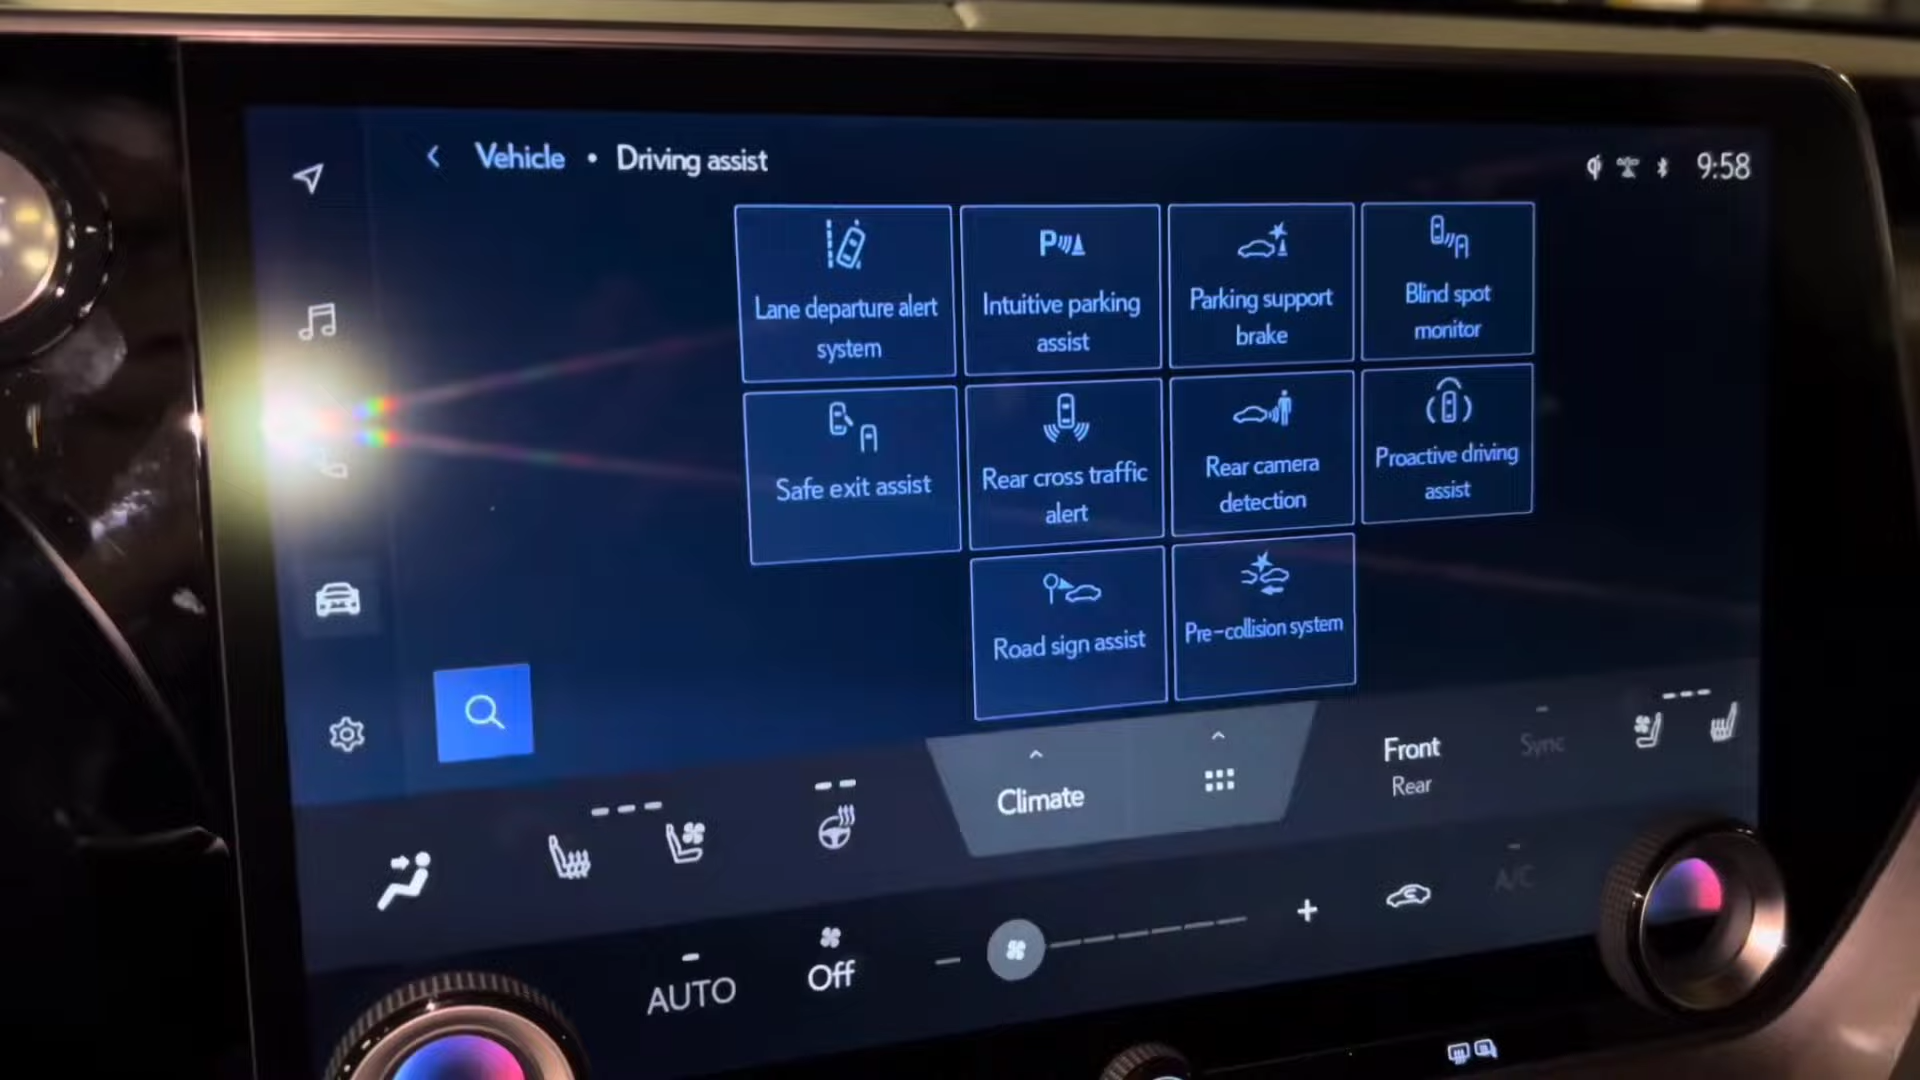 Vehicle • Driving assist
9:58
Lane departure alert
system
Intuitive parking
assist
Parking support
brake
Blind spot
monitor
Safe exit assist
Rear cross traffic
alert
Rear camera
detection
Proactive driving
assist
Road sign assist
Pre-collision system
Climate
Front
Rear
Sync
AUTO
Off
A/C